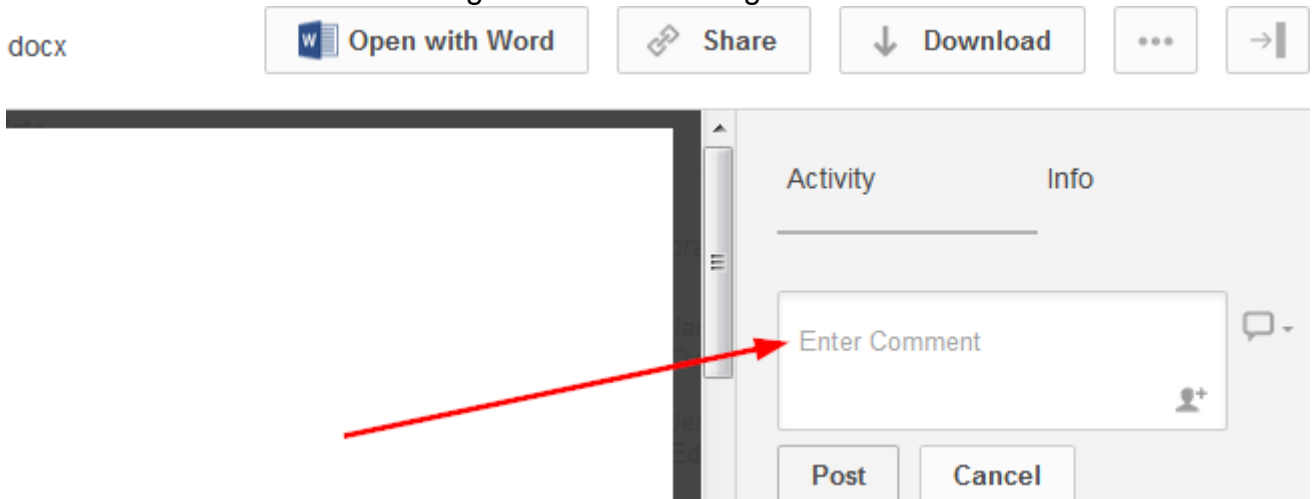 docx
Open with Word
Share
Download
Activity Info
Enter Comment
Post Cancel